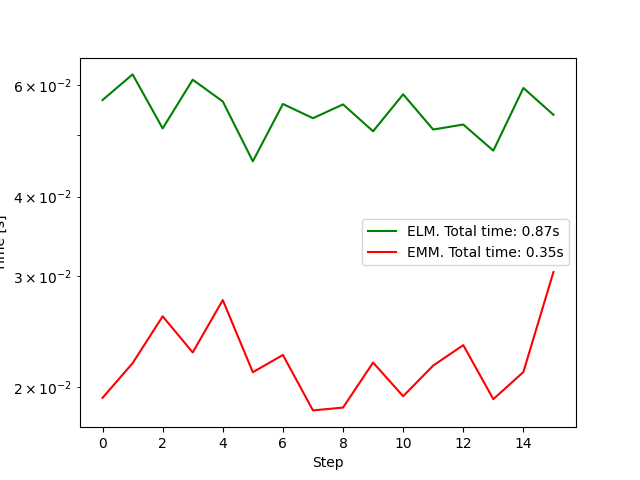 6 × 10⁻²
4 × 10⁻²
3 × 10⁻²
2 × 10⁻²
Time [s]
ELM. Total time: 0.87s
EMM. Total time: 0.35s
0 2 4 6 8 10 12 14
Step